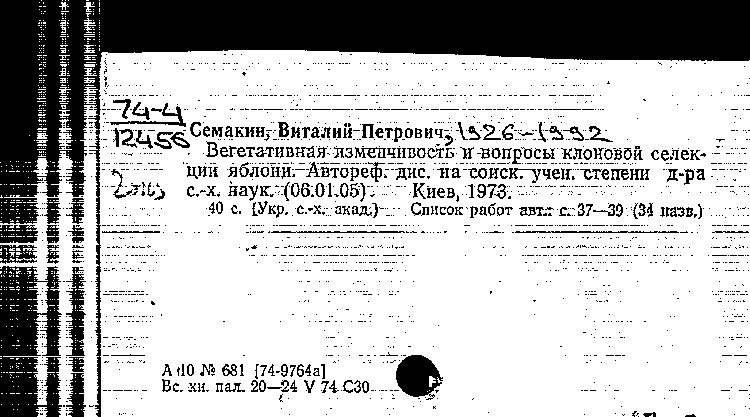 74-4
12456
Семакин, Виталий Петрович, 1926-1992
Вегетативная изменчивость и вопросы клоновой селек-
ции яблони. Автореф. дис. на соиск. учен. степени д-ра
с.-х. наук. (06.01.05). Киев, 1973.
40 с. (Укр. с.-х. акад.) Список работ авт.: с. 37—39 (34 назв.)
А 10 № 681 [74-9764а]
Вс. кн. пал. 20—24 V 74 С30